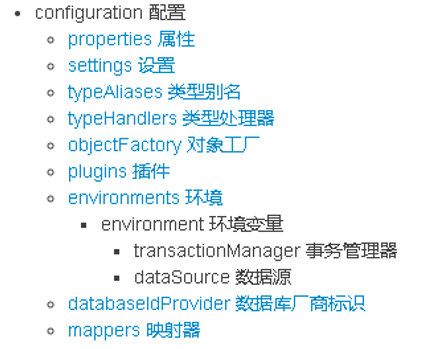 configuration 配置
properties 属性
settings 设置
typeAliases 类型别名
typeHandlers 类型处理器
objectFactory 对象工厂
plugins 插件
environments 环境
environment 环境变量
transactionManager 事务管理器
dataSource 数据源
databaseIdProvider 数据库厂商标识
mappers 映射器